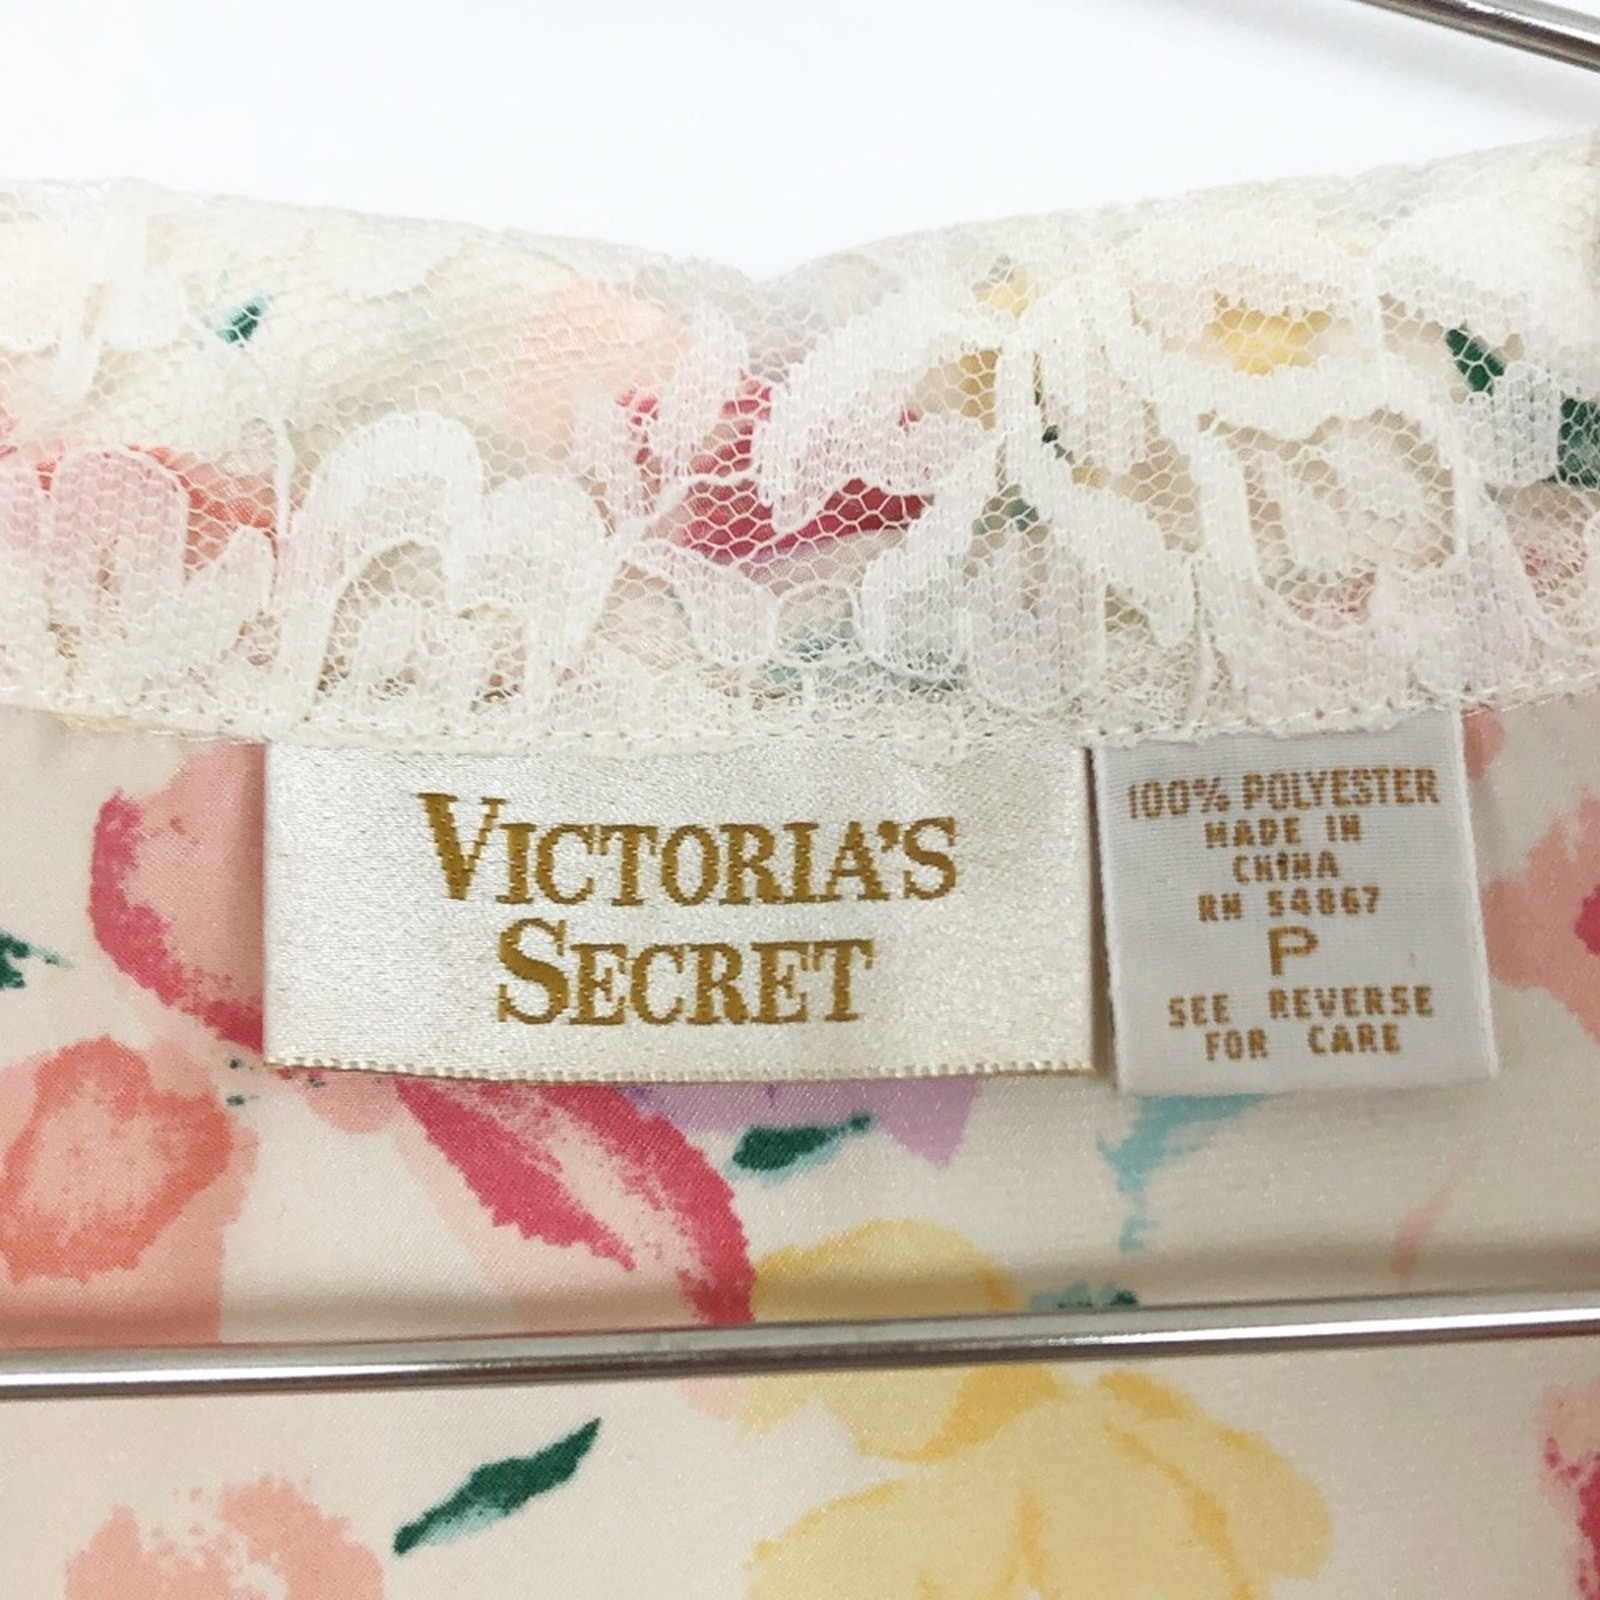 VICTORIA'S
SECRET
100% POLYESTER
MADE IN
CHINA
RN 54867
P
SEE REVERSE
FOR CARE